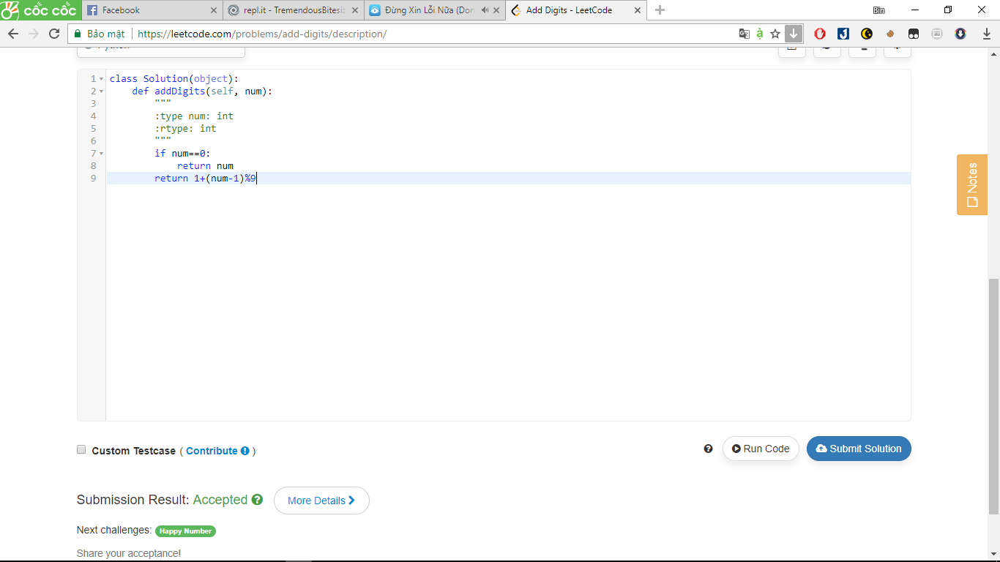 cốc cốc
Facebook
repl.it - TremendousBitesiz
Đừng Xin Lỗi Nữa (Don
Add Digits - LeetCode
Bin
Bảo mật
https://leetcode.com/problems/add-digits/description/
Python
1 class Solution(object):
2 def addDigits(self, num):
3 """
4 :type num: int
5 :rtype: int
6 """
7 if num==0:
8 return num
9 return 1+(num-1)%9
Notes
Custom Testcase ( Contribute )
Run Code
Submit Solution
Submission Result: Accepted
More Details
Next challenges: Happy Number
Share your acceptance!